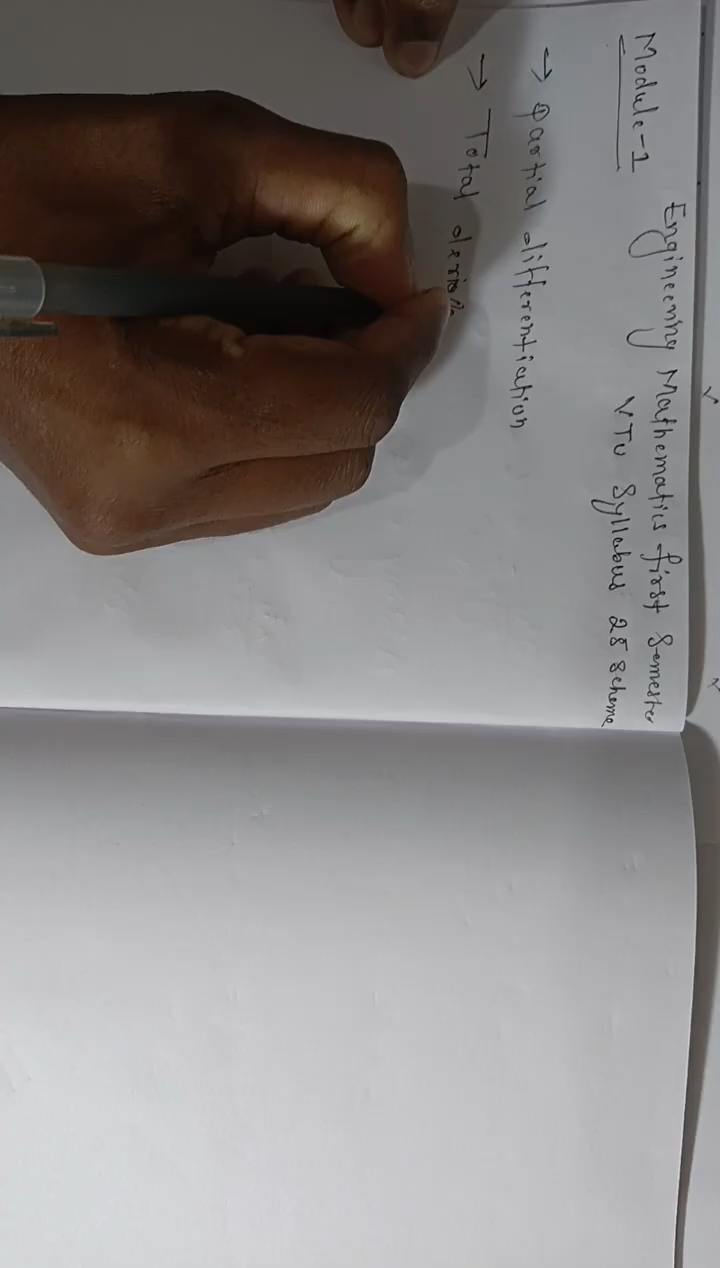 Engineering Mathematics first Semester
VTU Syllabus 25 Scheme
Module-1
→ Partial differentiation
→ Total